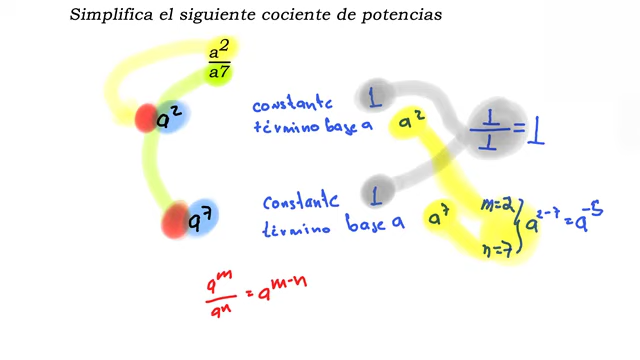 Simplifica el siguiente cociente de potencias
a²
a7
a²
constante 1
término base a a²
1/1 = 1
a⁷
constante 1
término base a a⁷
m=2
n=7
a²⁻⁷ = a⁻⁵
aᵐ/aⁿ = aᵐ⁻ⁿ